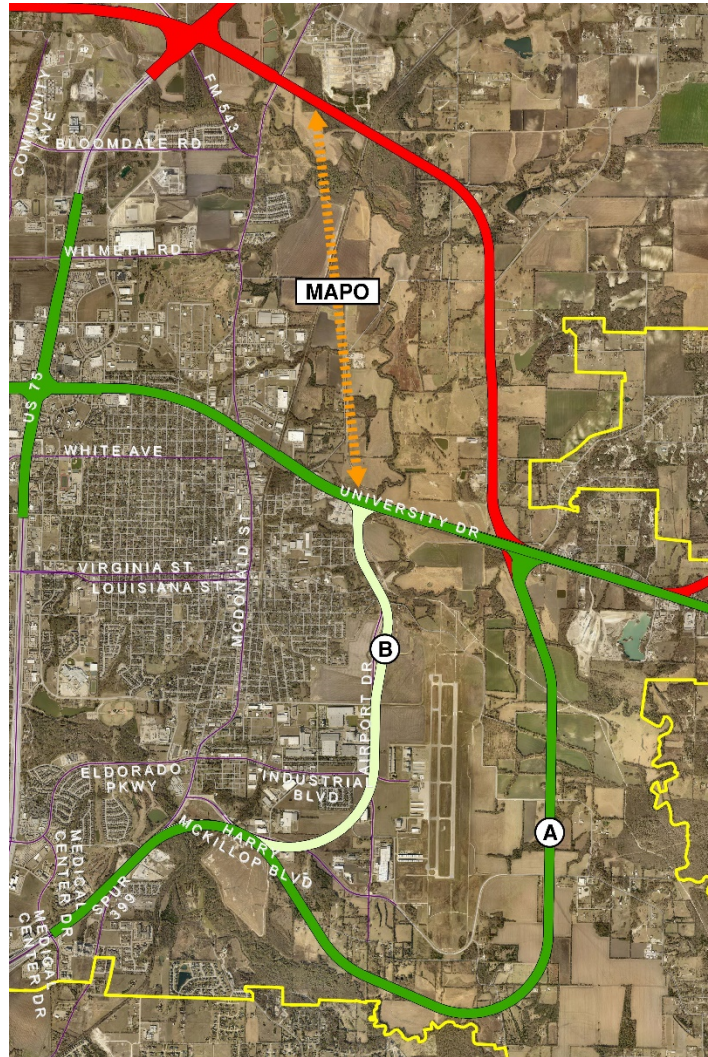 COMMUNITY
AVE
FM 543
BLOOMDALE RD
WILMETH RD
MAPO
US 75
WHITE AVE
UNIVERSITY DR
MCDONALD ST
VIRGINIA ST
LOUISIANA ST
B
AIRPORT DR
ELDORADO
PKWY
INDUSTRIAL
BLVD
A
HARRY
MCKILLOP BLVD
SPUR
399
MEDICAL
CENTER DR
MEDICAL
CENTER DR